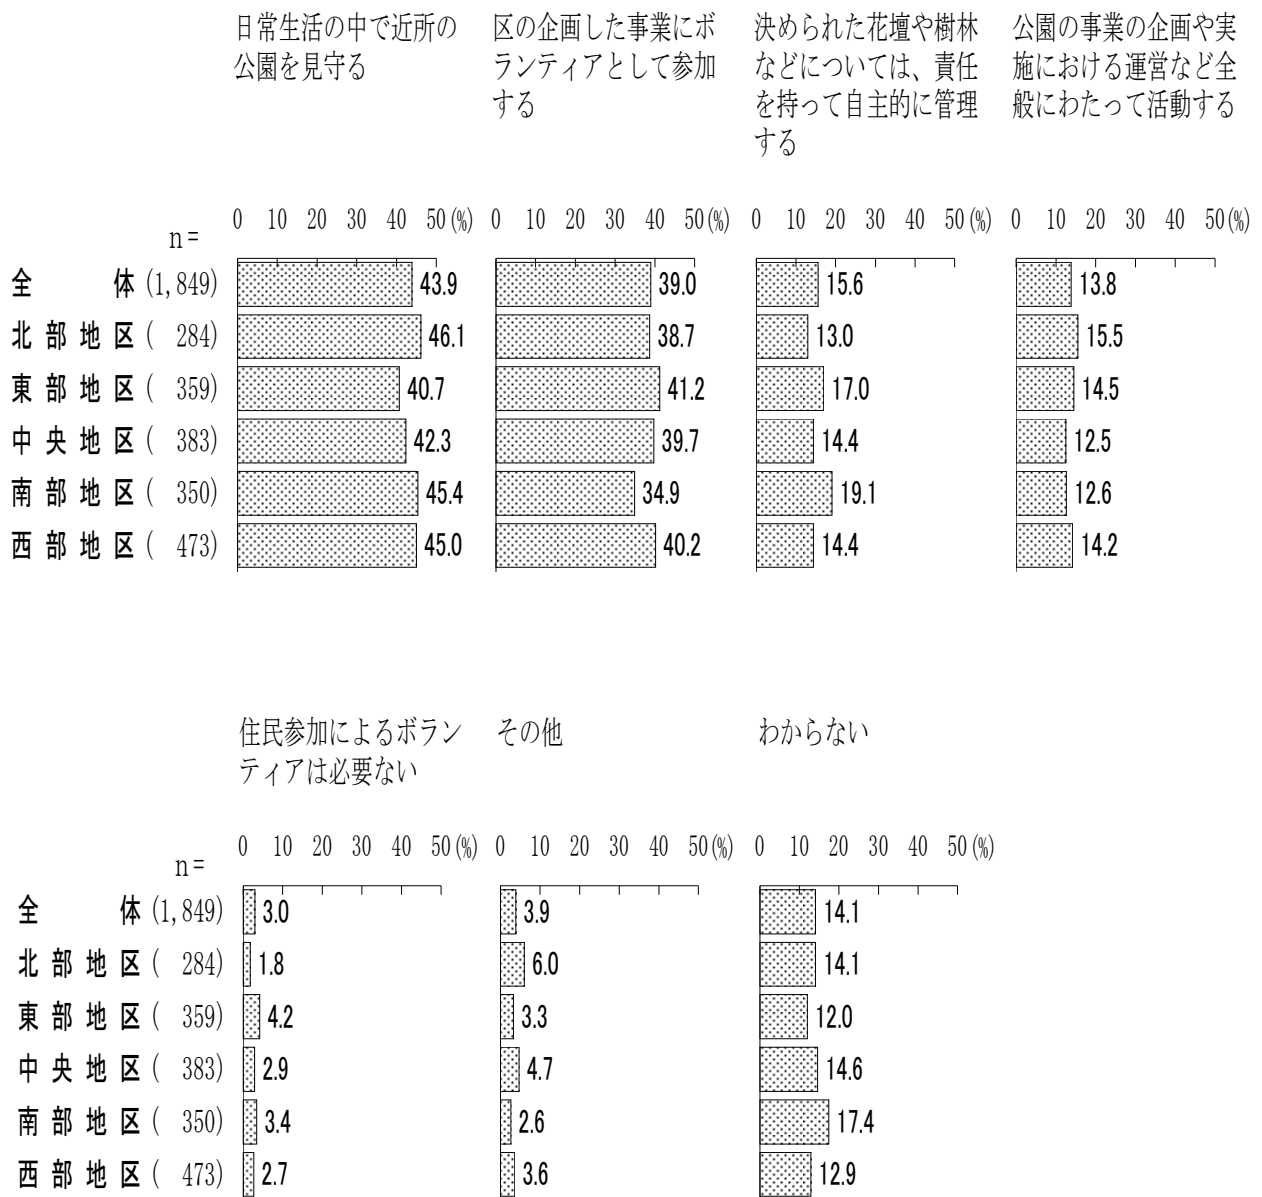 日常生活の中で近所の
公園を見守る
区の企画した事業にボ
ランティアとして参加
する
決められた花壇や樹林
などについては、責任
を持って自主的に管理
する
公園の事業の企画や実
施における運営など全
般にわたって活動する
n=
0 10 20 30 40 50(%) 0 10 20 30 40 50(%) 0 10 20 30 40 50(%) 0 10 20 30 40 50(%)
全体(1,849) 43.9 39.0 15.6 13.8
北部地区( 284) 46.1 38.7 13.0 15.5
東部地区( 359) 40.7 41.2 17.0 14.5
中央地区( 383) 42.3 39.7 14.4 12.5
南部地区( 350) 45.4 34.9 19.1 12.6
西部地区( 473) 45.0 40.2 14.4 14.2
住民参加によるボラン
ティアは必要ない
その他
わからない
n=
0 10 20 30 40 50(%) 0 10 20 30 40 50(%) 0 10 20 30 40 50(%)
全体(1,849) 3.0 3.9 14.1
北部地区( 284) 1.8 6.0 14.1
東部地区( 359) 4.2 3.3 12.0
中央地区( 383) 2.9 4.7 14.6
南部地区( 350) 3.4 2.6 17.4
西部地区( 473) 2.7 3.6 12.9